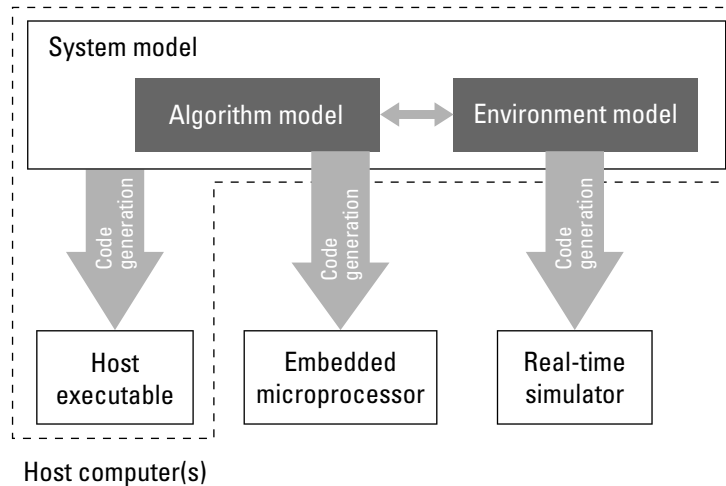 System model
Algorithm model
Environment model
Code
generation
Code
generation
Code
generation
Host
executable
Embedded
microprocessor
Real-time
simulator
Host computer(s)